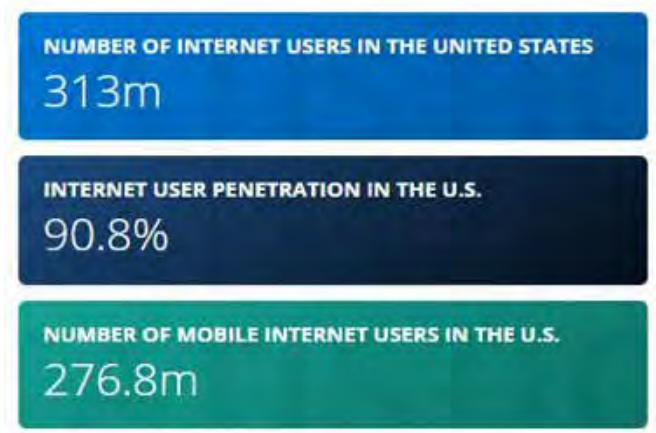 NUMBER OF INTERNET USERS IN THE UNITED STATES
313m
INTERNET USER PENETRATION IN THE U.S.
90.8%
NUMBER OF MOBILE INTERNET USERS IN THE U.S.
276.8m